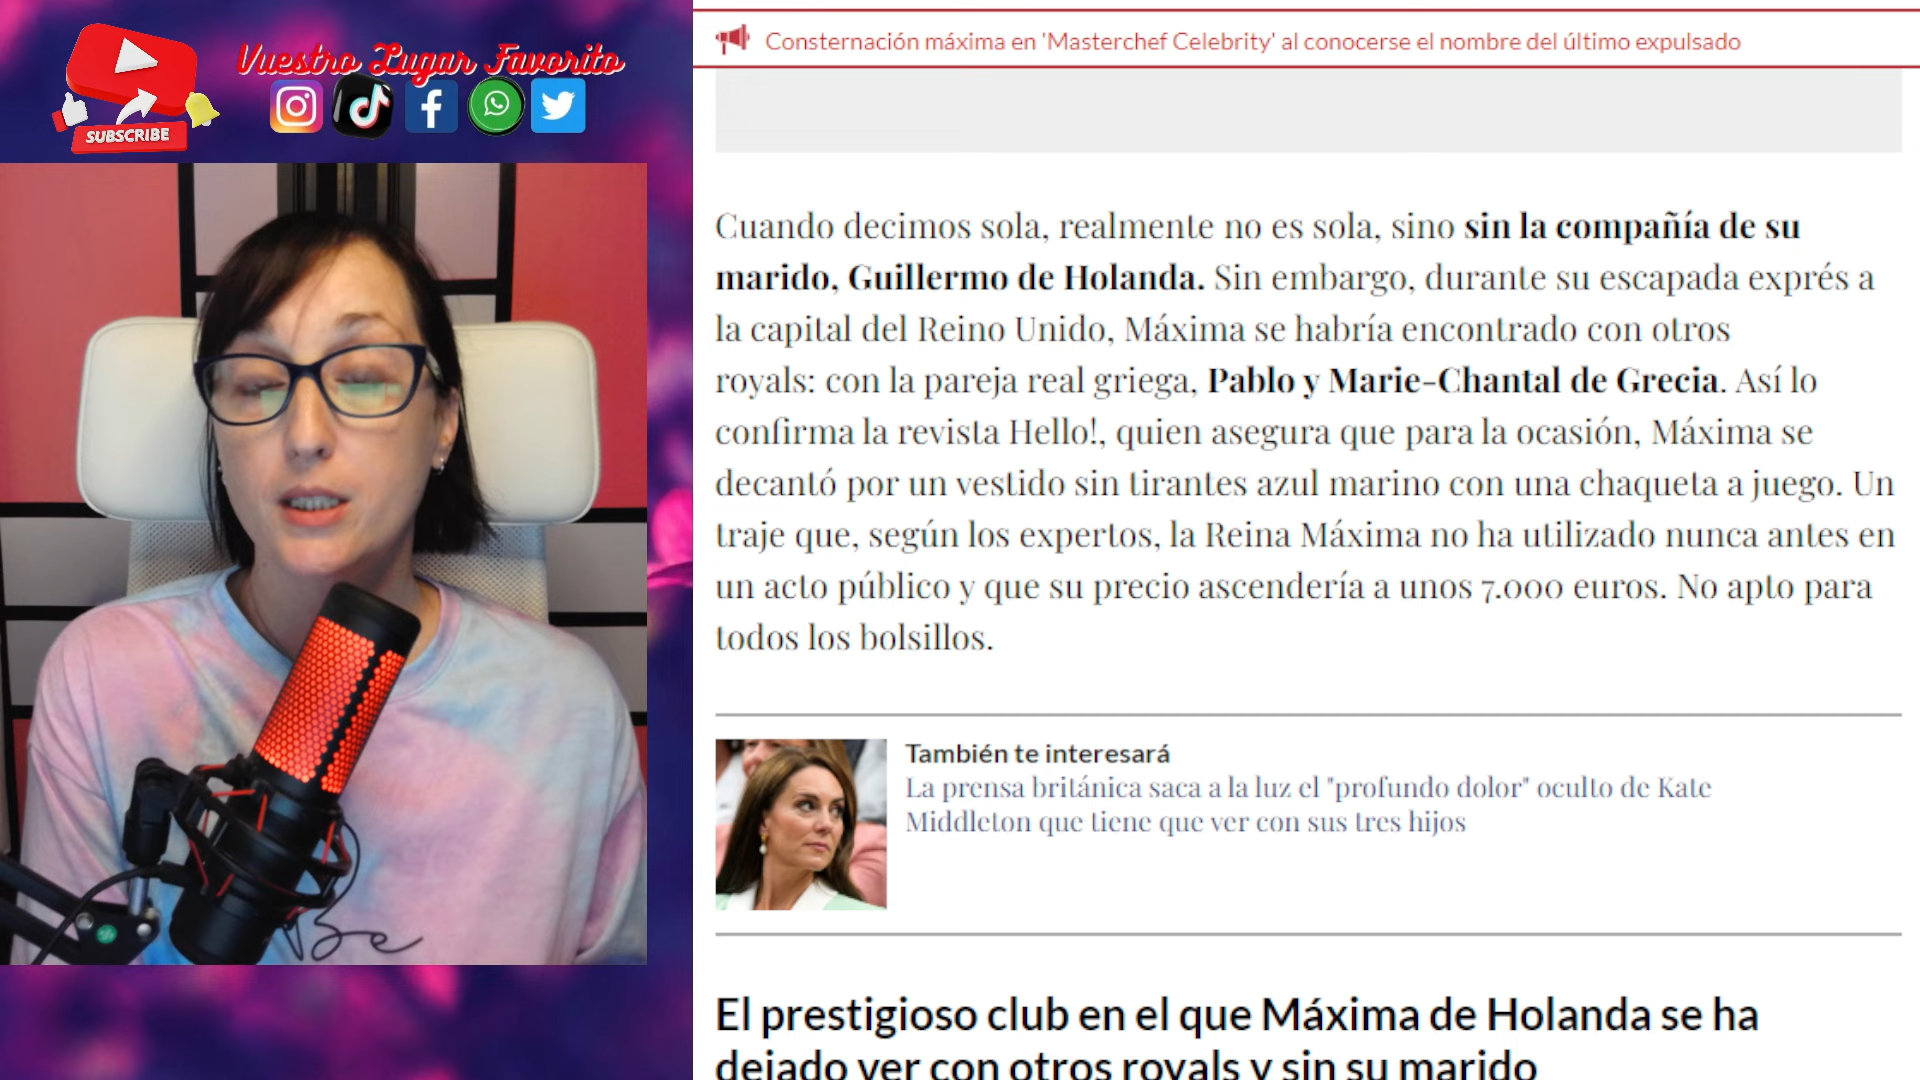 Vuestro Lugar Favorito
SUBSCRIBE
Be
Consternación máxima en 'Masterchef Celebrity' al conocerse el nombre del último expulsado
Cuando decimos sola, realmente no es sola, sino sin la compañía de su
marido, Guillermo de Holanda. Sin embargo, durante su escapada exprés a
la capital del Reino Unido, Máxima se habría encontrado con otros
royals: con la pareja real griega, Pablo y Marie-Chantal de Grecia. Así lo
confirma la revista Hello!, quien asegura que para la ocasión, Máxima se
decantó por un vestido sin tirantes azul marino con una chaqueta a juego. Un
traje que, según los expertos, la Reina Máxima no ha utilizado nunca antes en
un acto público y que su precio ascendería a unos 7.000 euros. No apto para
todos los bolsillos.
También te interesará
La prensa británica saca a la luz el "profundo dolor" oculto de Kate
Middleton que tiene que ver con sus tres hijos
El prestigioso club en el que Máxima de Holanda se ha
dejado ver con otros royals y sin su marido